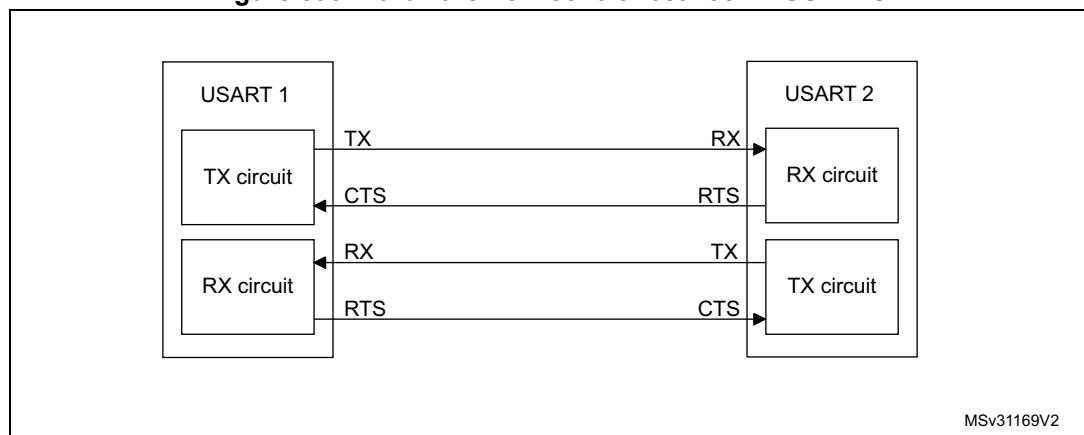 USART 1
USART 2
TX
RX
TX circuit
RX circuit
CTS
RTS
RX
TX
RX circuit
TX circuit
RTS
CTS
MSv31169V2